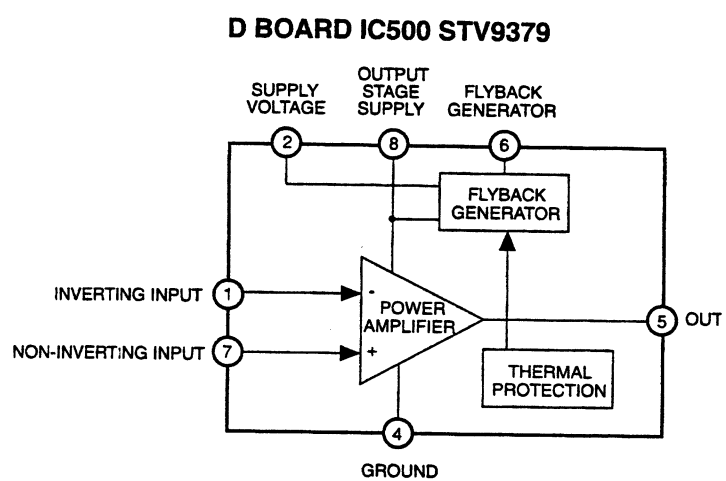 D BOARD IC500 STV9379
SUPPLY
VOLTAGE
OUTPUT
STAGE
SUPPLY
FLYBACK
GENERATOR
2
8
6
FLYBACK
GENERATOR
INVERTING INPUT
1
-
POWER
AMPLIFIER
5
OUT
NON-INVERTING INPUT
7
+
THERMAL
PROTECTION
4
GROUND